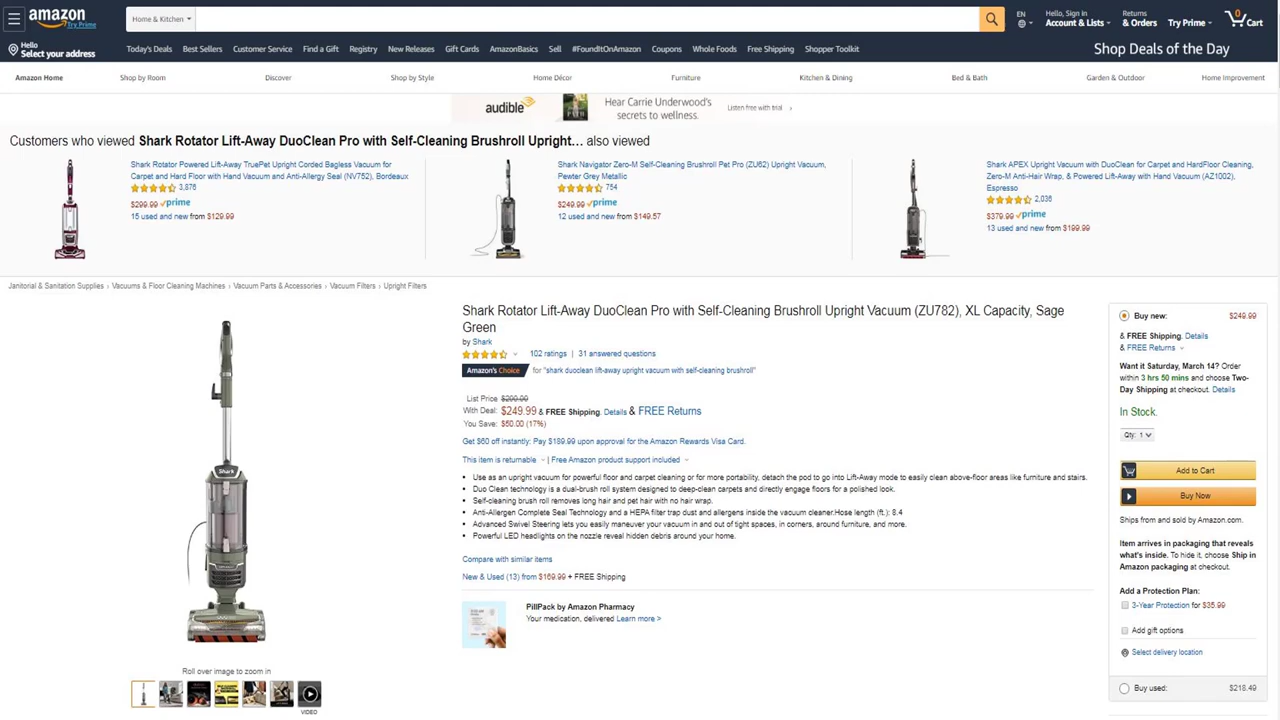 amazon
Try Prime
Home & Kitchen
EN
Hello, Sign in
Account & Lists
Returns
& Orders
Try Prime
0
Cart
Hello
Select your address
Today's Deals Best Sellers Customer Service Find a Gift Registry New Releases Gift Cards AmazonBasics Sell #FoundItOnAmazon Coupons Whole Foods Free Shipping Shopper Toolkit
Shop Deals of the Day
Amazon Home Shop by Room Discover Shop by Style Home Décor Furniture Kitchen & Dining Bed & Bath Garden & Outdoor Home Improvement
audible
Hear Carrie Underwood's
secrets to wellness.
Listen free with trial ›
Customers who viewed Shark Rotator Lift-Away DuoClean Pro with Self-Cleaning Brushroll Upright… also viewed
Shark Rotator Powered Lift-Away TruePet Upright Corded Bagless Vacuum for
Carpet and Hard Floor with Hand Vacuum and Anti-Allergy Seal (NV752), Bordeaux
3,876
$299.99 prime
15 used and new from $129.99
Shark Navigator Zero-M Self-Cleaning Brushroll Pet Pro (ZU62) Upright Vacuum,
Pewter Grey Metallic
754
$249.99 prime
12 used and new from $149.57
Shark APEX Upright Vacuum with DuoClean for Carpet and HardFloor Cleaning,
Zero-M Anti-Hair Wrap, & Powered Lift-Away with Hand Vacuum (AZ1002),
Espresso
2,036
$379.99 prime
13 used and new from $199.99
Janitorial & Sanitation Supplies › Vacuums & Floor Cleaning Machines › Vacuum Parts & Accessories › Vacuum Filters › Upright Filters
Shark
Roll over image to zoom in
VIDEO
Shark Rotator Lift-Away DuoClean Pro with Self-Cleaning Brushroll Upright Vacuum (ZU782), XL Capacity, Sage
Green
by Shark
102 ratings | 31 answered questions
Amazon's Choice for "shark duoclean lift-away upright vacuum with self-cleaning brushroll"
List Price
With Deal: $249.99 & FREE Shipping. Details & FREE Returns
You Save: $50.00 (17%)
Get $60 off instantly: Pay $189.99 upon approval for the Amazon Rewards Visa Card.
This item is returnable | Free Amazon product support included
• Use as an upright vacuum for powerful floor and carpet cleaning or for more portability, detach the pod to go into Lift-Away mode to easily clean above-floor areas like furniture and stairs.
• Duo Clean technology is a dual-brush roll system designed to deep-clean carpets and directly engage floors for a polished look.
• Self-cleaning brush roll removes long hair and pet hair with no hair wrap.
• Anti-Allergen Complete Seal Technology and a HEPA filter trap dust and allergens inside the vacuum cleaner.Hose length (ft.): 8.4
• Advanced Swivel Steering lets you easily maneuver your vacuum in and out of tight spaces, in corners, around furniture, and more.
• Powerful LED headlights on the nozzle reveal hidden debris around your home.
Compare with similar items
New & Used (13) from $169.99 + FREE Shipping
PillPack by Amazon Pharmacy
Your medication, delivered Learn more >
Buy new: $249.99
& FREE Shipping. Details
& FREE Returns
Want it Saturday, March 14? Order
within 3 hrs 50 mins and choose Two-
Day Shipping at checkout. Details
In Stock.
Qty: 1
Add to Cart
Buy Now
Ships from and sold by Amazon.com.
Item arrives in packaging that reveals
what's inside. To hide it, choose Ship in
Amazon packaging at checkout.
Add a Protection Plan:
3-Year Protection for $35.99
Add gift options
Select delivery location
Buy used: $218.49